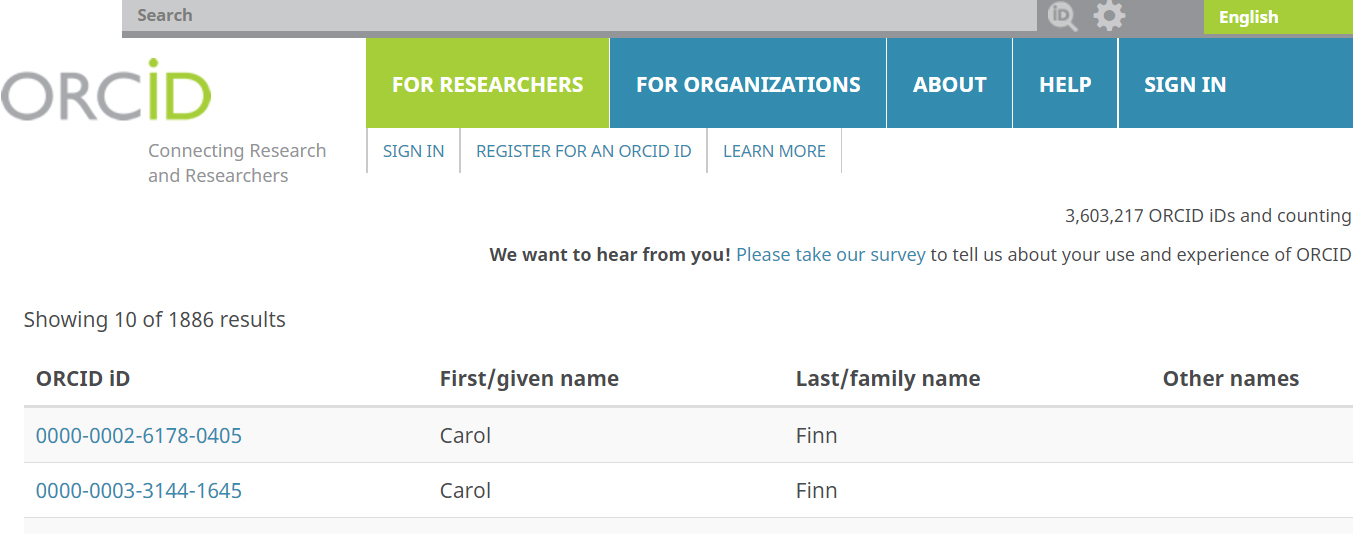 Search
English
ORCiD
FOR RESEARCHERS FOR ORGANIZATIONS ABOUT HELP SIGN IN
Connecting Research
and Researchers
SIGN IN REGISTER FOR AN ORCID ID LEARN MORE
3,603,217 ORCID iDs and counting
We want to hear from you! Please take our survey to tell us about your use and experience of ORCID
Showing 10 of 1886 results
ORCID iD First/given name Last/family name Other names
0000-0002-6178-0405 Carol Finn
0000-0003-3144-1645 Carol Finn